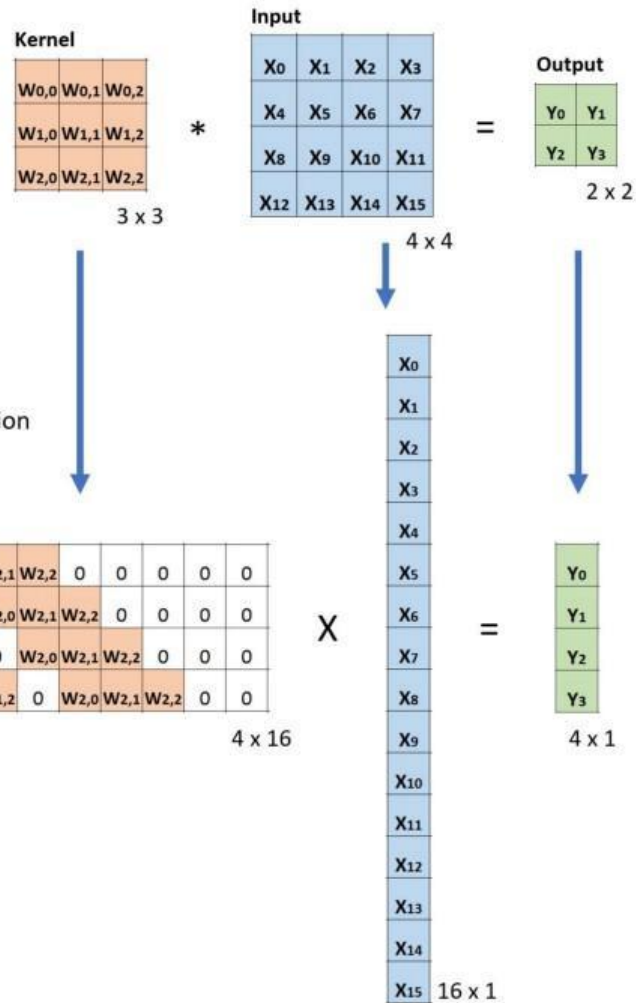 Input
Kernel
Output
W0,0 W0,1 W0,2
W1,0 W1,1 W1,2
W2,0 W2,1 W2,2
3 x 3
*
X0 X1 X2 X3
X4 X5 X6 X7
X8 X9 X10 X11
X12 X13 X14 X15
4 x 4
=
Y0 Y1
Y2 Y3
2 x 2
ion
2,1 W2,2 0 0 0 0 0
2,0 W2,1 W2,2 0 0 0 0
W2,0 W2,1 W2,2 0 0 0
1,2 0 W2,0 W2,1 W2,2 0 0
4 x 16
X
X0
X1
X2
X3
X4
X5
X6
X7
X8
X9
X10
X11
X12
X13
X14
X15
16 x 1
=
Y0
Y1
Y2
Y3
4 x 1